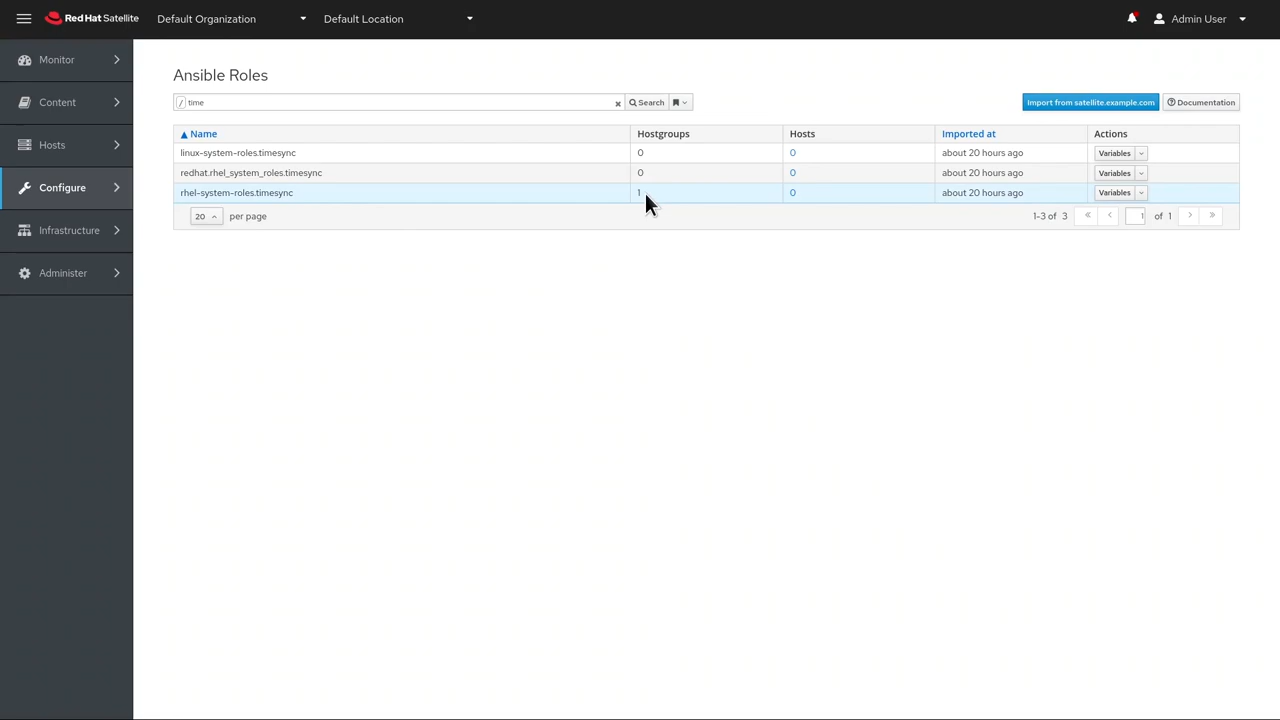 Red Hat Satellite Default Organization Default Location Admin User
Monitor
Content
Hosts
Configure
Infrastructure
Administer
Ansible Roles
/ time × Search Import from satellite.example.com Documentation
▲ Name Hostgroups Hosts Imported at Actions
linux-system-roles.timesync 0 0 about 20 hours ago Variables
redhat.rhel_system_roles.timesync 0 0 about 20 hours ago Variables
rhel-system-roles.timesync 1 0 about 20 hours ago Variables
20 per page 1-3 of 3 « ‹ 1 of 1 › »